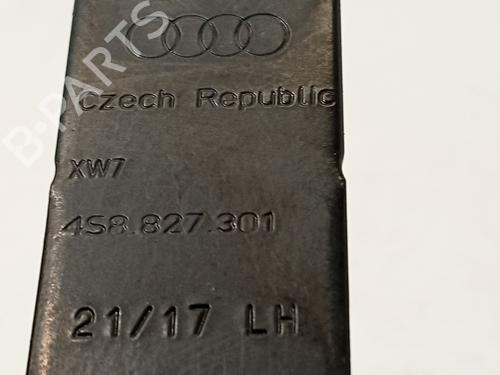 Czech Republic
XW7
4S8.827.301
21/17 LH
B-PARTS